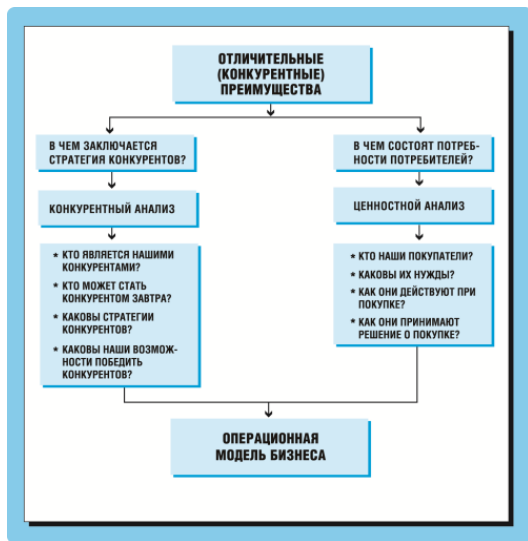 ОТЛИЧИТЕЛЬНЫЕ
(КОНКУРЕНТНЫЕ)
ПРЕИМУЩЕСТВА
В ЧЕМ ЗАКЛЮЧАЕТСЯ
СТРАТЕГИЯ КОНКУРЕНТОВ?
КОНКУРЕНТНЫЙ АНАЛИЗ
* КТО ЯВЛЯЕТСЯ НАШИМИ
КОНКУРЕНТАМИ?
* КТО МОЖЕТ СТАТЬ
КОНКУРЕНТОМ ЗАВТРА?
* КАКОВЫ СТРАТЕГИИ
КОНКУРЕНТОВ?
* КАКОВЫ НАШИ ВОЗМОЖ-
НОСТИ ПОБЕДИТЬ
КОНКУРЕНТОВ?
В ЧЕМ СОСТОЯТ ПОТРЕБ-
НОСТИ ПОТРЕБИТЕЛЕЙ?
ЦЕННОСТНОЙ АНАЛИЗ
* КТО НАШИ ПОКУПАТЕЛИ?
* КАКОВЫ ИХ НУЖДЫ?
* КАК ОНИ ДЕЙСТВУЮТ ПРИ
ПОКУПКЕ?
* КАК ОНИ ПРИНИМАЮТ
РЕШЕНИЕ О ПОКУПКЕ?
ОПЕРАЦИОННАЯ
МОДЕЛЬ БИЗНЕСА